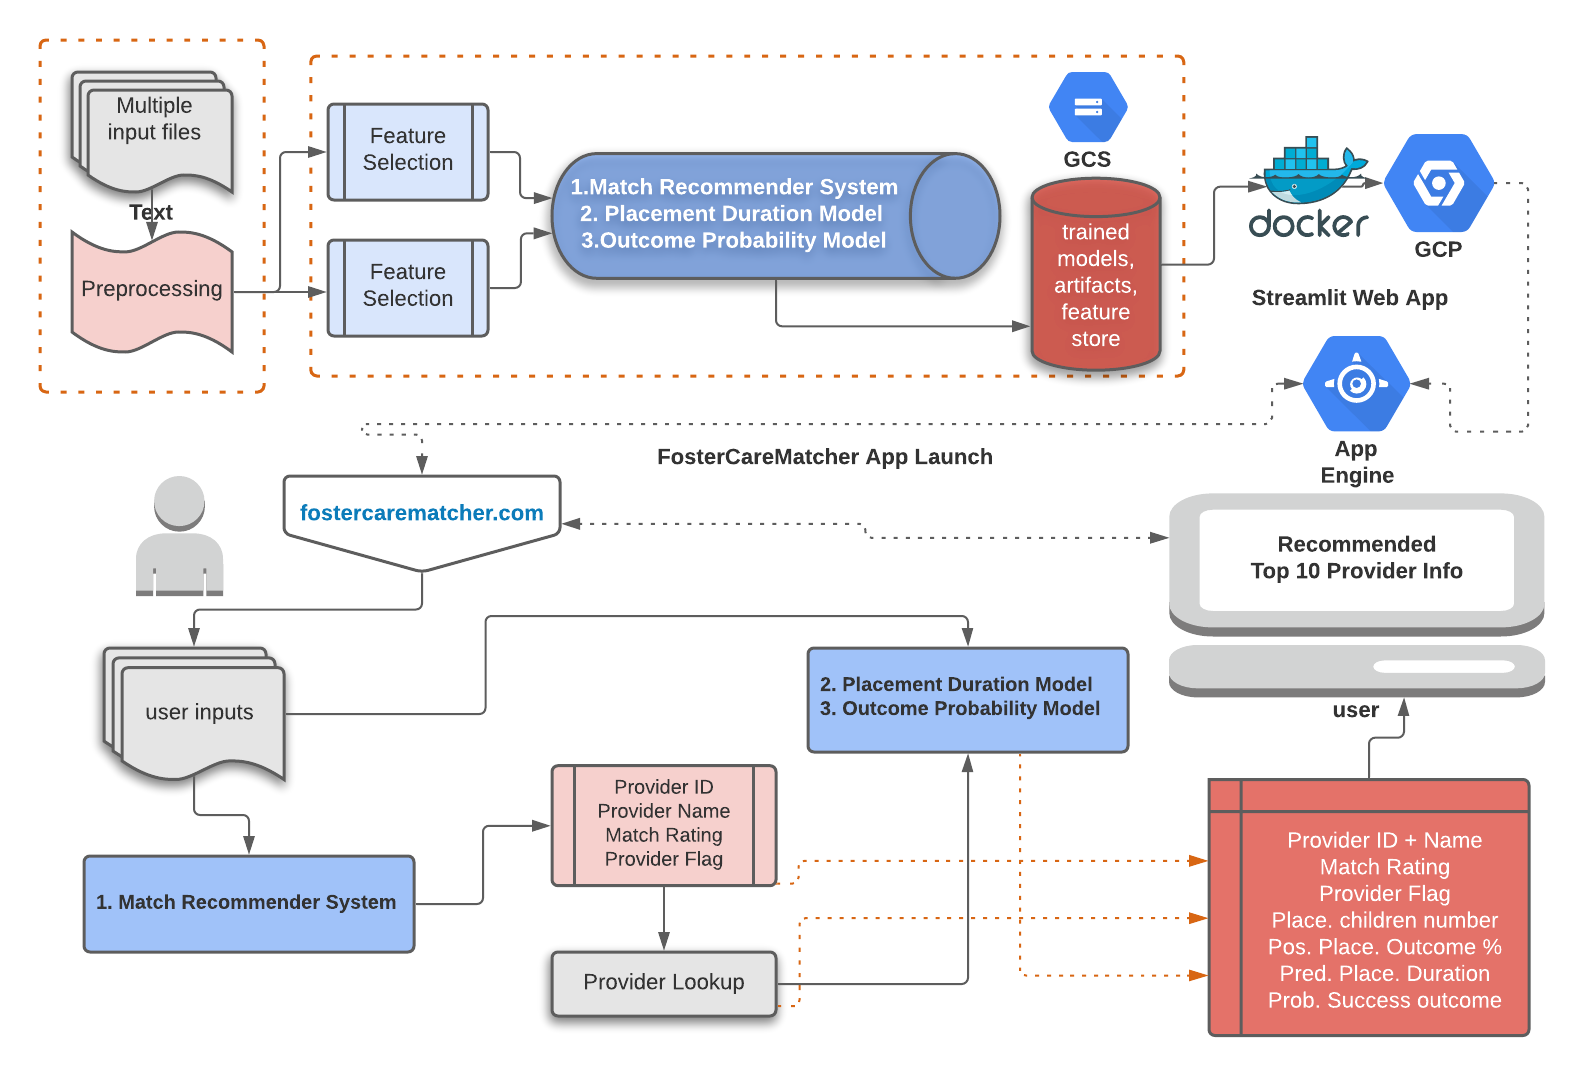 Multiple
input files
Text
Preprocessing
Feature
Selection
Feature
Selection
1.Match Recommender System
2. Placement Duration Model
3.Outcome Probability Model
GCS
trained
models,
artifacts,
feature
store
docker
GCP
Streamlit Web App
App
Engine
FosterCareMatcher App Launch
fostercarematcher.com
Recommended
Top 10 Provider Info
user
user inputs
2. Placement Duration Model
3. Outcome Probability Model
Provider ID
Provider Name
Match Rating
Provider Flag
1. Match Recommender System
Provider Lookup
Provider ID + Name
Match Rating
Provider Flag
Place. children number
Pos. Place. Outcome %
Pred. Place. Duration
Prob. Success outcome